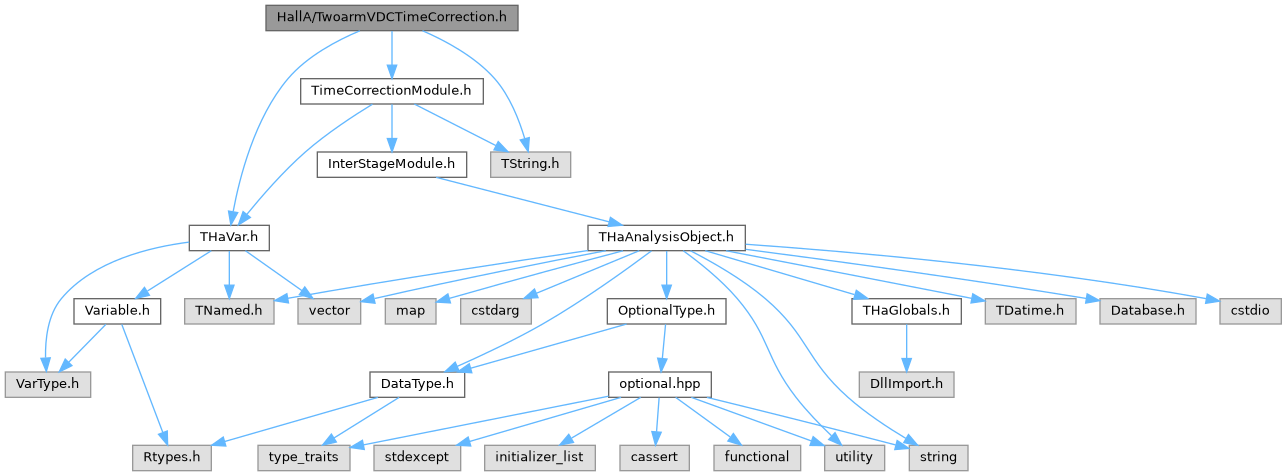 HallA/TwoarmVDCTimeCorrection.h
TimeCorrectionModule.h
InterStageModule.h
TString.h
THaVar.h
THaAnalysisObject.h
Variable.h
TNamed.h
vector
map
cstdarg
OptionalType.h
THaGlobals.h
TDatime.h
Database.h
cstdio
VarType.h
DataType.h
optional.hpp
DllImport.h
Rtypes.h
type_traits
stdexcept
initializer_list
cassert
functional
utility
string